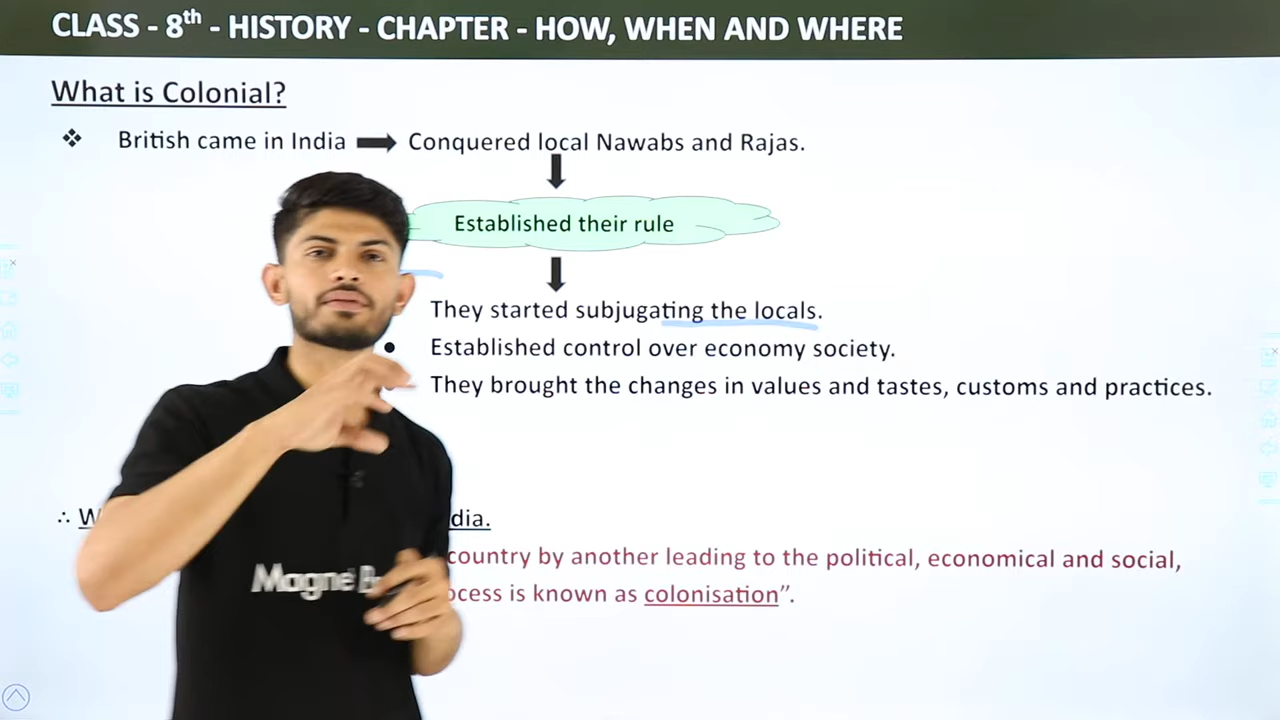 CLASS - 8th - HISTORY - CHAPTER - HOW, WHEN AND WHERE
What is Colonial?
British came in India Conquered local Nawabs and Rajas.
Established their rule
They started subjugating the locals.
Established control over economy society.
They brought the changes in values and tastes, customs and practices.
country by another leading to the political, economical and social,
is known as colonisation”.